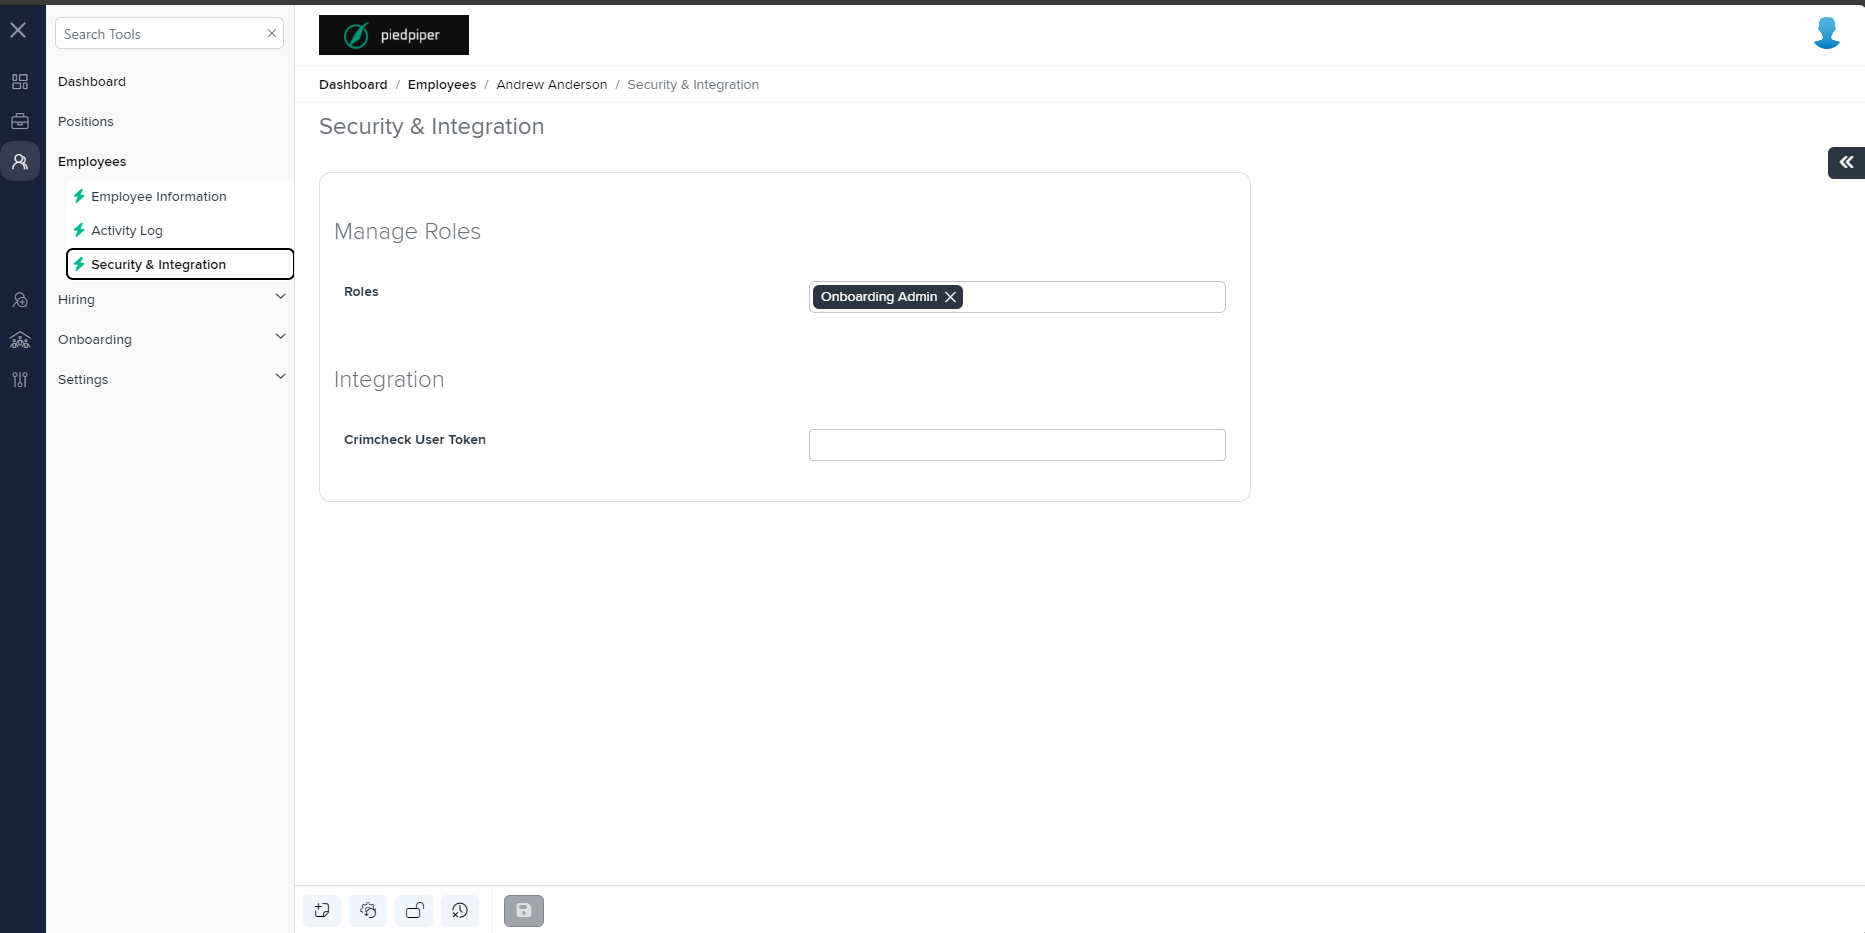 Search Tools
piedpiper
Dashboard
Positions
Employees
Employee Information
Activity Log
Security & Integration
Hiring
Onboarding
Settings
Dashboard / Employees / Andrew Anderson / Security & Integration
Security & Integration
Manage Roles
Roles
Onboarding Admin
Integration
Crimcheck User Token